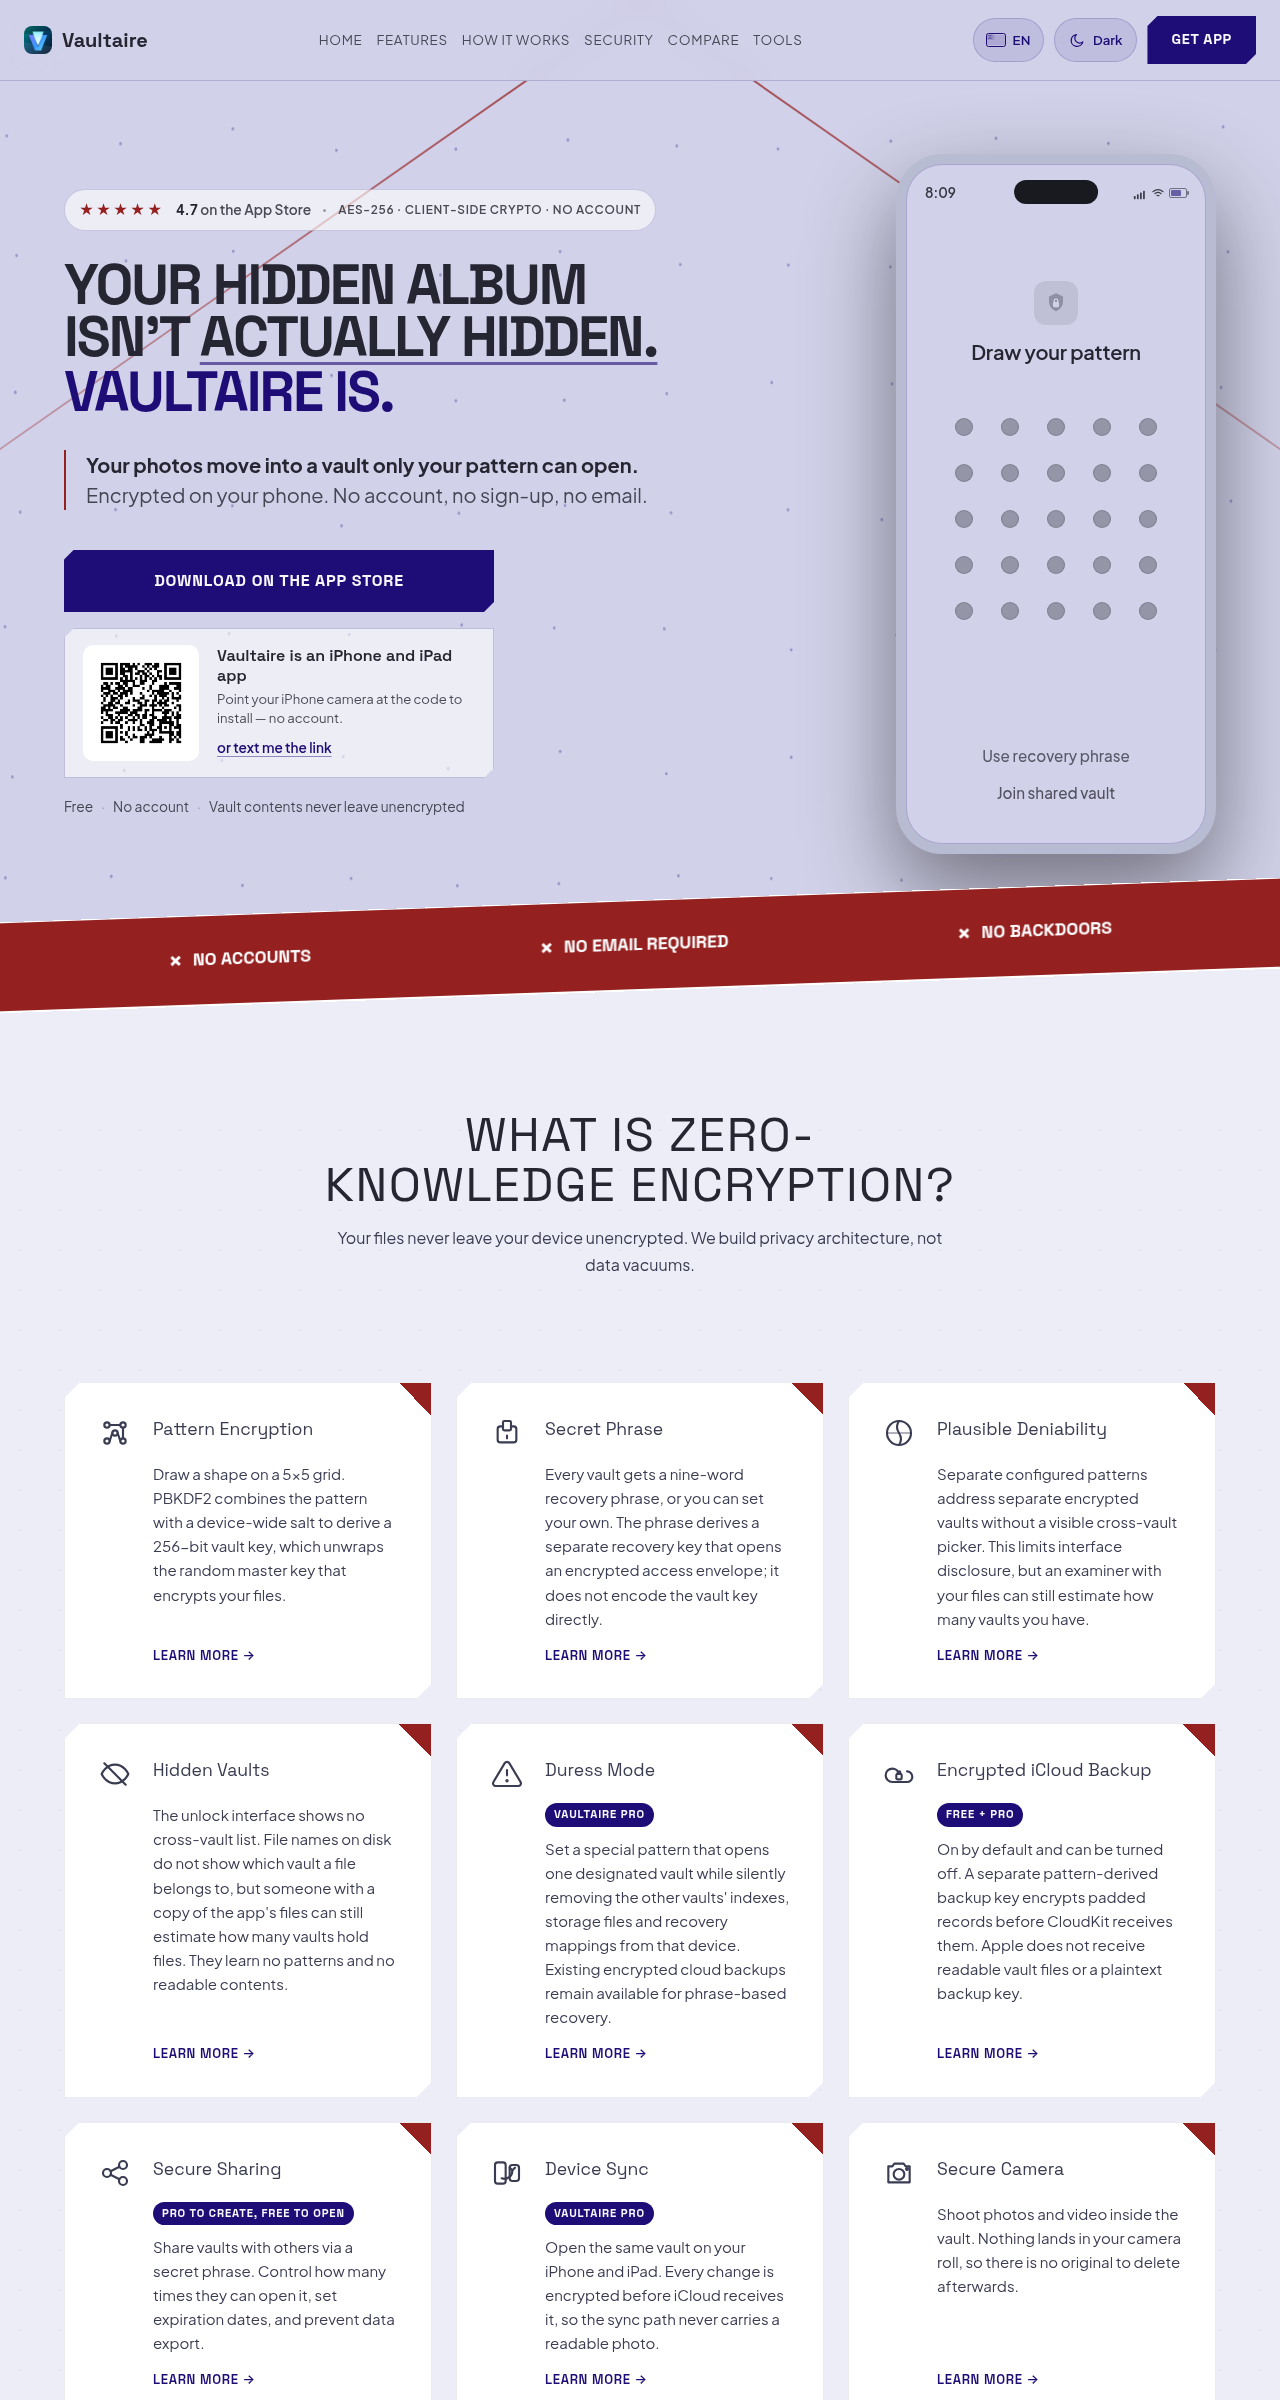 Vaultaire
HOME FEATURES HOW IT WORKS SECURITY COMPARE TOOLS
EN
Dark
GET APP
★★★★★ 4.7 on the App Store • AES-256 · CLIENT-SIDE CRYPTO · NO ACCOUNT
YOUR HIDDEN ALBUM
ISN'T ACTUALLY HIDDEN.
VAULTAIRE IS.
Your photos move into a vault only your pattern can open.
Encrypted on your phone. No account, no sign-up, no email.
DOWNLOAD ON THE APP STORE
Vaultaire is an iPhone and iPad
app
Point your iPhone camera at the code to
install — no account.
or text me the link
Free · No account · Vault contents never leave unencrypted
8:09
Draw your pattern
Use recovery phrase
Join shared vault
× NO ACCOUNTS
× NO EMAIL REQUIRED
× NO BACKDOORS
WHAT IS ZERO-
KNOWLEDGE ENCRYPTION?
Your files never leave your device unencrypted. We build privacy architecture, not
data vacuums.
Pattern Encryption
Draw a shape on a 5×5 grid.
PBKDF2 combines the pattern
with a device-wide salt to derive a
256-bit vault key, which unwraps
the random master key that
encrypts your files.
LEARN MORE →
Secret Phrase
Every vault gets a nine-word
recovery phrase, or you can set
your own. The phrase derives a
separate recovery key that opens
an encrypted access envelope; it
does not encode the vault key
directly.
LEARN MORE →
Plausible Deniability
Separate configured patterns
address separate encrypted
vaults without a visible cross-vault
picker. This limits interface
disclosure, but an examiner with
your files can still estimate how
many vaults you have.
LEARN MORE →
Hidden Vaults
The unlock interface shows no
cross-vault list. File names on disk
do not show which vault a file
belongs to, but someone with a
copy of the app's files can still
estimate how many vaults hold
files. They learn no patterns and no
readable contents.
LEARN MORE →
Duress Mode
VAULTAIRE PRO
Set a special pattern that opens
one designated vault while silently
removing the other vaults' indexes,
storage files and recovery
mappings from that device.
Existing encrypted cloud backups
remain available for phrase-based
recovery.
LEARN MORE →
Encrypted iCloud Backup
FREE + PRO
On by default and can be turned
off. A separate pattern-derived
backup key encrypts padded
records before CloudKit receives
them. Apple does not receive
readable vault files or a plaintext
backup key.
LEARN MORE →
Secure Sharing
PRO TO CREATE, FREE TO OPEN
Share vaults with others via a
secret phrase. Control how many
times they can open it, set
expiration dates, and prevent data
export.
LEARN MORE →
Device Sync
VAULTAIRE PRO
Open the same vault on your
iPhone and iPad. Every change is
encrypted before iCloud receives
it, so the sync path never carries a
readable photo.
LEARN MORE →
Secure Camera
Shoot photos and video inside the
vault. Nothing lands in your camera
roll, so there is no original to delete
afterwards.
LEARN MORE →